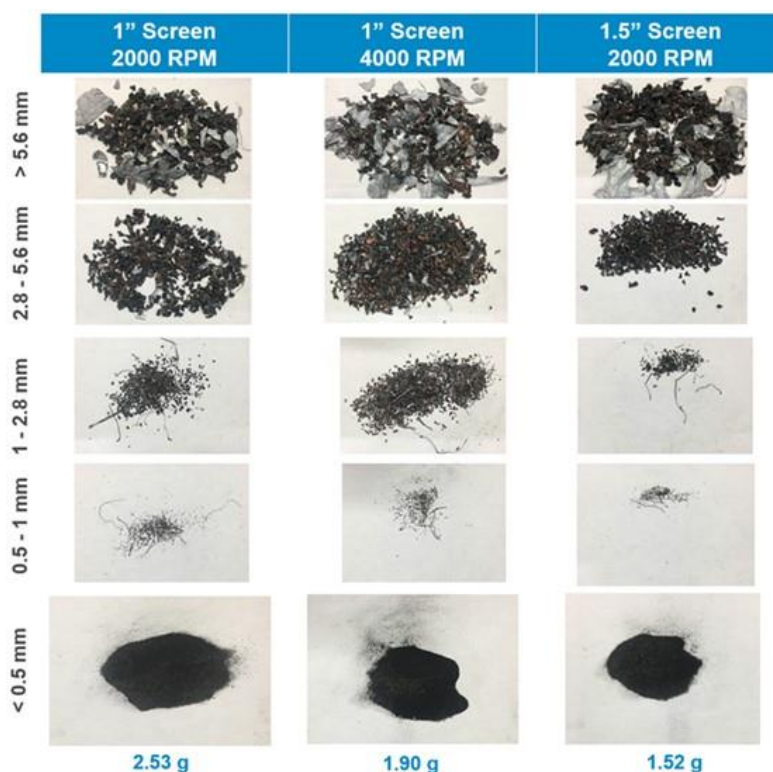 1” Screen
2000 RPM
1” Screen
4000 RPM
1.5” Screen
2000 RPM
> 5.6 mm
2.8 - 5.6 mm
1 - 2.8 mm
0.5 - 1 mm
< 0.5 mm
2.53 g
1.90 g
1.52 g